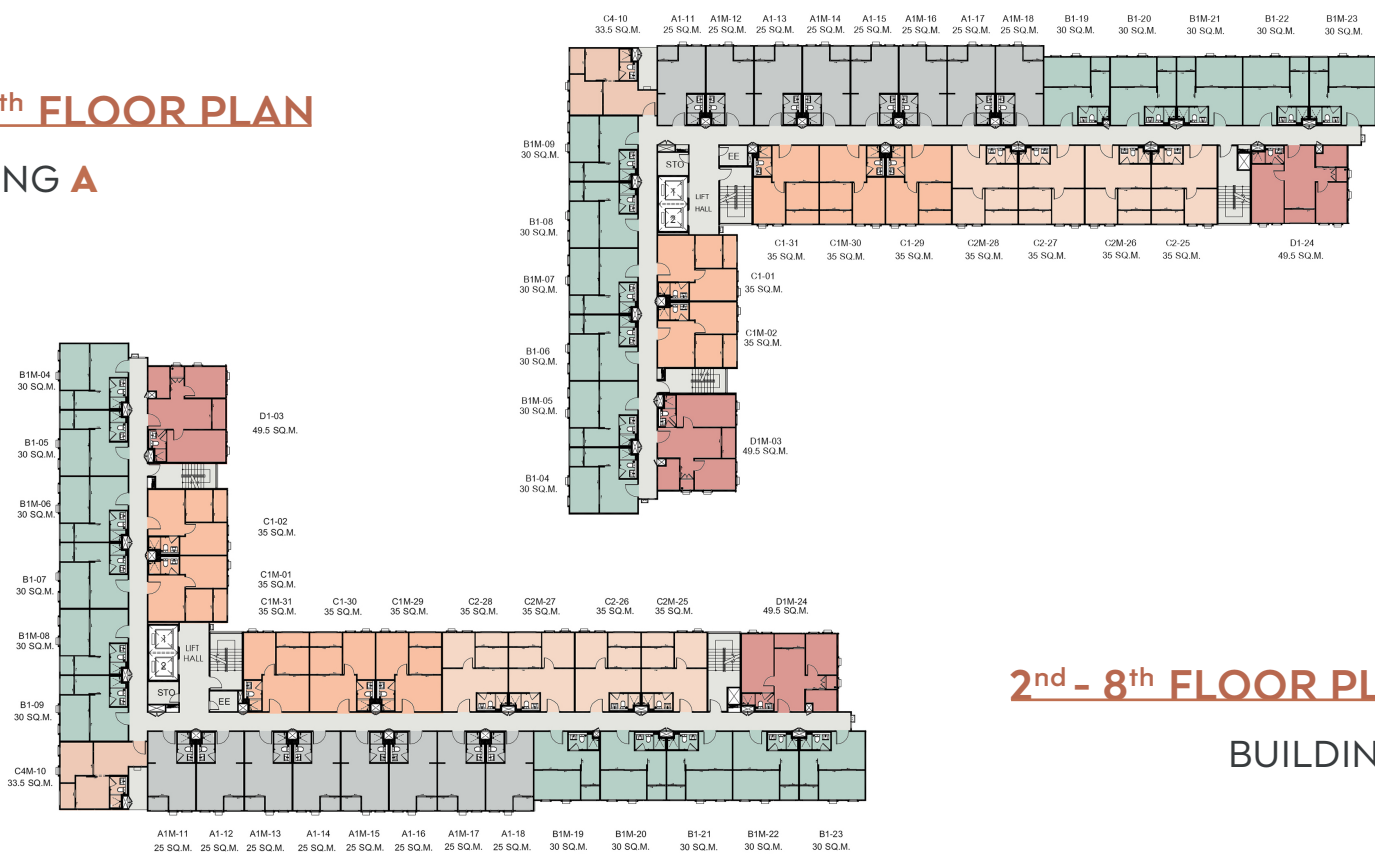 th FLOOR PLAN
ING A
C4-10
33.5 SQ.M.
A1-11
25 SQ.M.
A1M-12
25 SQ.M.
A1-13
25 SQ.M.
A1M-14
25 SQ.M.
A1-15
25 SQ.M.
A1M-16
25 SQ.M.
A1-17
25 SQ.M.
A1M-18
25 SQ.M.
B1-19
30 SQ.M.
B1-20
30 SQ.M.
B1M-21
30 SQ.M.
B1-22
30 SQ.M.
B1M-23
30 SQ.M.
B1M-09
30 SQ.M.
B1-08
30 SQ.M.
B1M-07
30 SQ.M.
B1-06
30 SQ.M.
B1M-05
30 SQ.M.
B1-04
30 SQ.M.
STO
EE
1
2
LIFT
HALL
C1-31
35 SQ.M.
C1M-30
35 SQ.M.
C1-29
35 SQ.M.
C2M-28
35 SQ.M.
C2-27
35 SQ.M.
C2M-26
35 SQ.M.
C2-25
35 SQ.M.
D1-24
49.5 SQ.M.
C1-01
35 SQ.M.
C1M-02
35 SQ.M.
D1M-03
49.5 SQ.M.
B1M-04
30 SQ.M.
B1-05
30 SQ.M.
B1M-06
30 SQ.M.
B1-07
30 SQ.M.
B1M-08
30 SQ.M.
B1-09
30 SQ.M.
C4M-10
33.5 SQ.M.
D1-03
49.5 SQ.M.
C1-02
35 SQ.M.
C1M-01
35 SQ.M.
C1M-31
35 SQ.M.
C1-30
35 SQ.M.
C1M-29
35 SQ.M.
C2-28
35 SQ.M.
C2M-27
35 SQ.M.
C2-26
35 SQ.M.
C2M-25
35 SQ.M.
D1M-24
49.5 SQ.M.
1
2
LIFT
HALL
STO
EE
A1M-11
25 SQ.M.
A1-12
25 SQ.M.
A1M-13
25 SQ.M.
A1-14
25 SQ.M.
A1M-15
25 SQ.M.
A1-16
25 SQ.M.
A1M-17
25 SQ.M.
A1-18
25 SQ.M.
B1M-19
30 SQ.M.
B1M-20
30 SQ.M.
B1-21
30 SQ.M.
B1M-22
30 SQ.M.
B1-23
30 SQ.M.
2nd - 8th FLOOR PL
BUILDIN